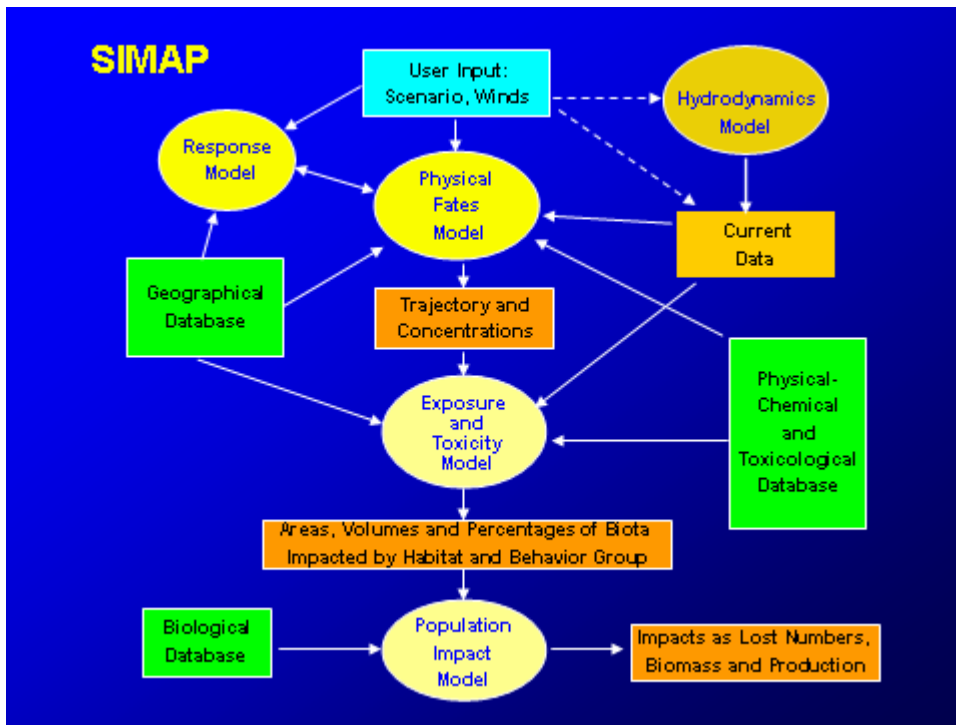 SIMAP
User Input:
Scenario, Winds
Hydrodynamics
Model
Response
Model
Physical
Fates
Model
Current
Data
Geographical
Database
Trajectory and
Concentrations
Physical-
Chemical
and
Toxicological
Database
Exposure
and
Toxicity
Model
Areas, Volumes and Percentages of Biota
Impacted by Habitat and Behavior Group
Biological
Database
Population
Impact
Model
Impacts as Lost Numbers,
Biomass and Production